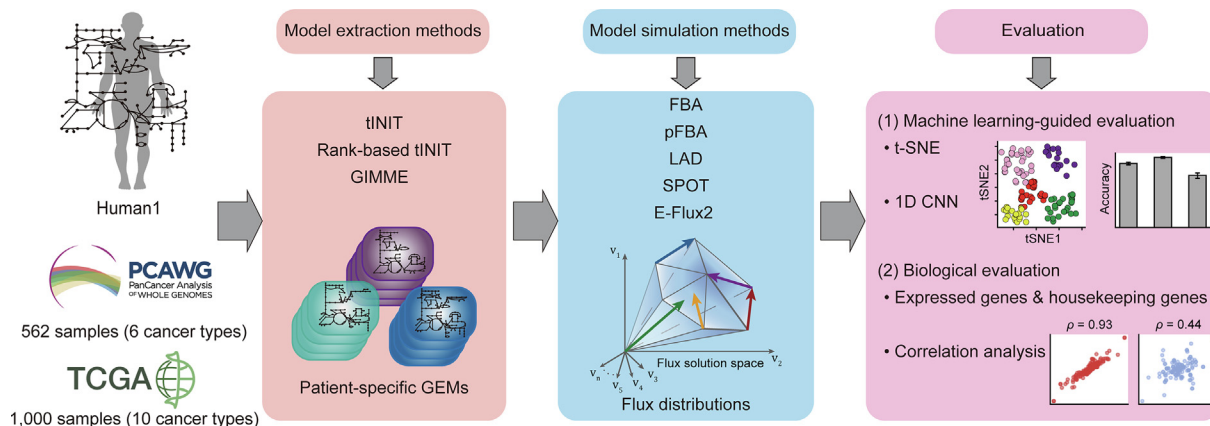 Human1
PCAWG
PanCancer Analysis
OF WHOLE GENOMES
562 samples (6 cancer types)
TCGA
1,000 samples (10 cancer types)
Model extraction methods
tINIT
Rank-based tINIT
GIMME
Patient-specific GEMs
Model simulation methods
FBA
pFBA
LAD
SPOT
E-Flux2
v1
v2
v3
v4
v5
vn
Flux solution space
Flux distributions
Evaluation
(1) Machine learning-guided evaluation
• t-SNE
tSNE2
tSNE1
Accuracy
• 1D CNN
(2) Biological evaluation
• Expressed genes & housekeeping genes
ρ = 0.93
ρ = 0.44
• Correlation analysis